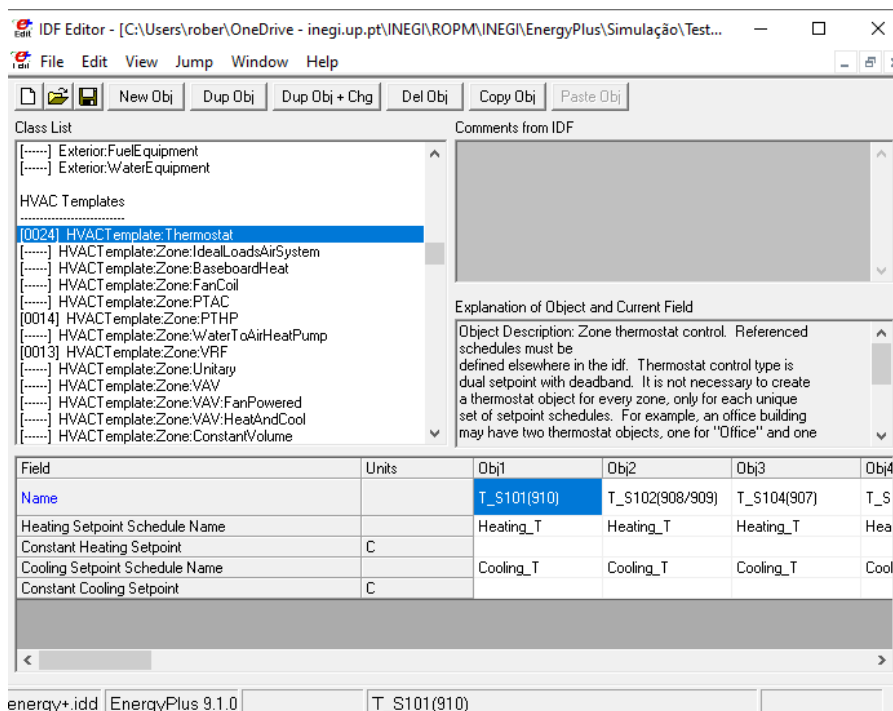 IDF Editor - [C:\Users\rober\OneDrive - inegi.up.pt\INEGI\ROPM\INEGI\EnergyPlus\Simulação\Test...
File Edit View Jump Window Help
New Obj Dup Obj Dup Obj + Chg Del Obj Copy Obj Paste Obj
Class List
[------] Exterior:FuelEquipment
[------] Exterior:WaterEquipment
HVAC Templates
--------------------------
[0024] HVACTemplate:Thermostat
[------] HVACTemplate:Zone:IdealLoadsAirSystem
[------] HVACTemplate:Zone:BaseboardHeat
[------] HVACTemplate:Zone:FanCoil
[------] HVACTemplate:Zone:PTAC
[0014] HVACTemplate:Zone:PTHP
[------] HVACTemplate:Zone:WaterToAirHeatPump
[0013] HVACTemplate:Zone:VRF
[------] HVACTemplate:Zone:Unitary
[------] HVACTemplate:Zone:VAV
[------] HVACTemplate:Zone:VAV:FanPowered
[------] HVACTemplate:Zone:VAV:HeatAndCool
[------] HVACTemplate:Zone:ConstantVolume
Comments from IDF
Explanation of Object and Current Field
Object Description: Zone thermostat control. Referenced
schedules must be
defined elsewhere in the idf. Thermostat control type is
dual setpoint with deadband. It is not necessary to create
a thermostat object for every zone, only for each unique
set of setpoint schedules. For example, an office building
may have two thermostat objects, one for "Office" and one
Field Units Obj1 Obj2 Obj3 Obj4
Name T_S101(910) T_S102(908/909) T_S104(907) T_S
Heating Setpoint Schedule Name Heating_T Heating_T Heating_T Hea
Constant Heating Setpoint C
Cooling Setpoint Schedule Name Cooling_T Cooling_T Cooling_T Cool
Constant Cooling Setpoint C
energy+.idd EnergyPlus 9.1.0 T_S101(910)